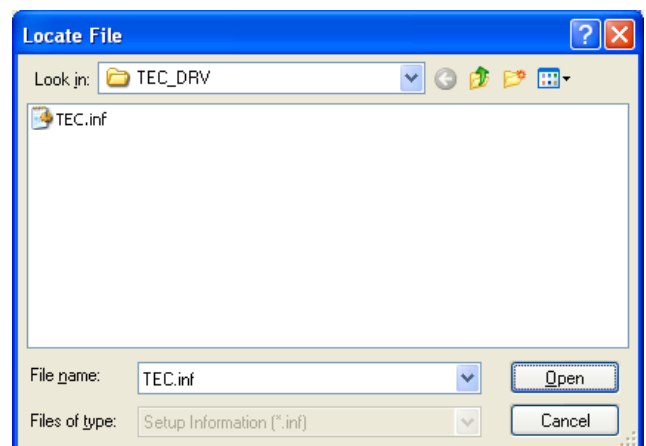 Locate File
Look in: TEC_DRV
TEC.inf
File name: TEC.inf Open
Files of type: Setup Information (*.inf) Cancel